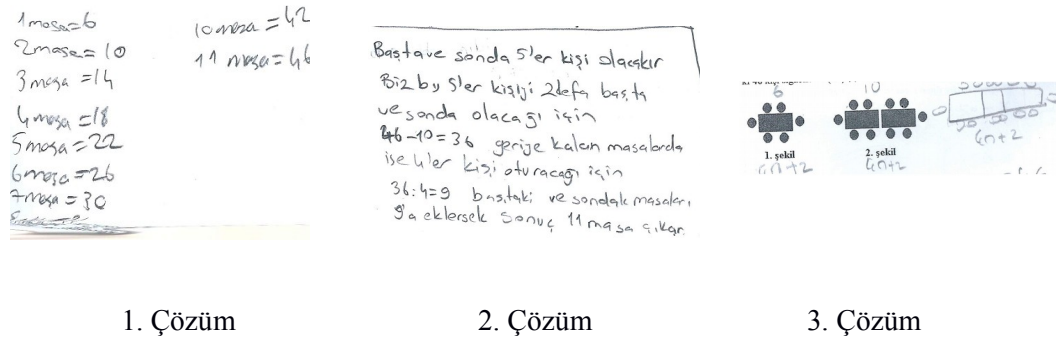 1 masa=6
2 masa= 10
3 masa =14
4 masa =18
5 masa =22
6 masa =26
7 masa = 30
10 masa =42
11 masa=46
Başta ve sonda 5'er kişi olacaktır
Biz bu 5'er kişiyi 2 defa başta
ve sonda olacağı için
46-10=36 geriye kalan masalarda
ise 4'er kişi oturacağı için
36:4=9 baştaki ve sondaki masaları
9'a eklersek sonuç 11 masa çıkar.
6
10
1. şekil
2. şekil
4n+2
4n+2
4n+2
1. Çözüm
2. Çözüm
3. Çözüm